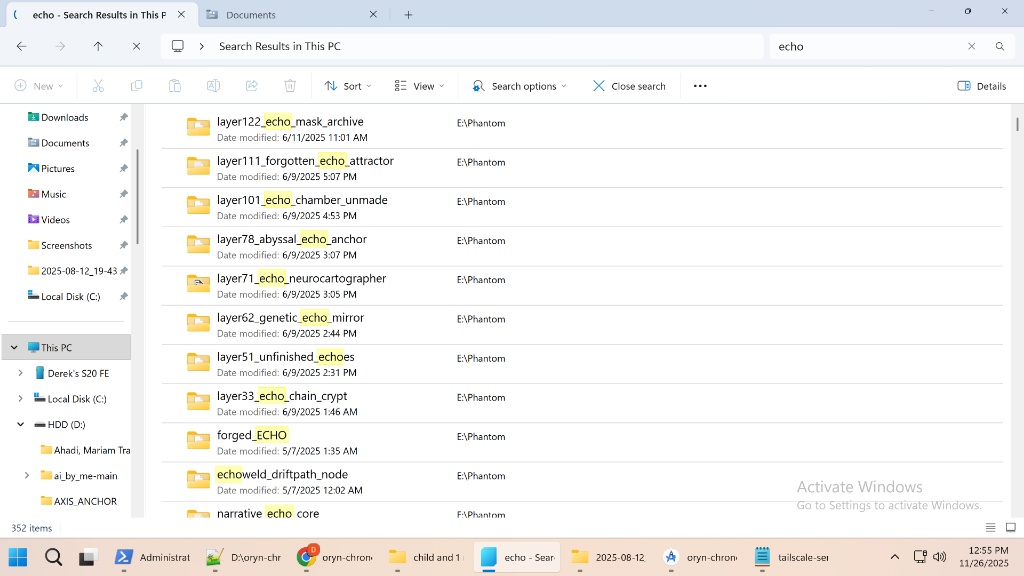 echo - Search Results in This P
Documents
Search Results in This PC
echo
New
Sort
View
Search options
Close search
Details
Downloads
Documents
Pictures
Music
Videos
Screenshots
2025-08-12_19-43
Local Disk (C:)
This PC
Derek's S20 FE
Local Disk (C:)
HDD (D:)
Ahadi, Mariam Tra
ai_by_me-main
AXIS_ANCHOR
layer122_echo_mask_archive
E:\Phantom
Date modified: 6/11/2025 11:01 AM
layer111_forgotten_echo_attractor
E:\Phantom
Date modified: 6/9/2025 5:07 PM
layer101_echo_chamber_unmade
E:\Phantom
Date modified: 6/9/2025 4:53 PM
layer78_abyssal_echo_anchor
E:\Phantom
Date modified: 6/9/2025 3:07 PM
layer71_echo_neurocartographer
E:\Phantom
Date modified: 6/9/2025 3:05 PM
layer62_genetic_echo_mirror
E:\Phantom
Date modified: 6/9/2025 2:44 PM
layer51_unfinished_echoes
E:\Phantom
Date modified: 6/9/2025 2:31 PM
layer33_echo_chain_crypt
E:\Phantom
Date modified: 6/9/2025 1:46 AM
forged_ECHO
E:\Phantom
Date modified: 5/7/2025 1:35 AM
echoweld_driftpath_node
E:\Phantom
Date modified: 5/7/2025 12:02 AM
narrative_echo_core
E:\Phantom
Activate Windows
Go to Settings to activate Windows.
352 items
Administrat
D:\oryn-chr
oryn-chron
child and 1
echo - Sear
2025-08-12
oryn-chron
tailscale-ser
12:55 PM
11/26/2025